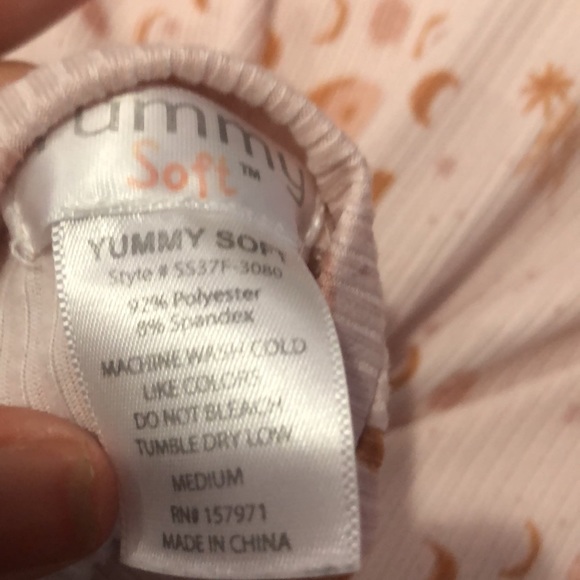 yummy
Soft™
YUMMY SOFT
Style # SS37F-3080
92% Polyester
8% Spandex
MACHINE WASH COLD
LIKE COLORS
DO NOT BLEACH
TUMBLE DRY LOW
MEDIUM
RN# 157971
MADE IN CHINA